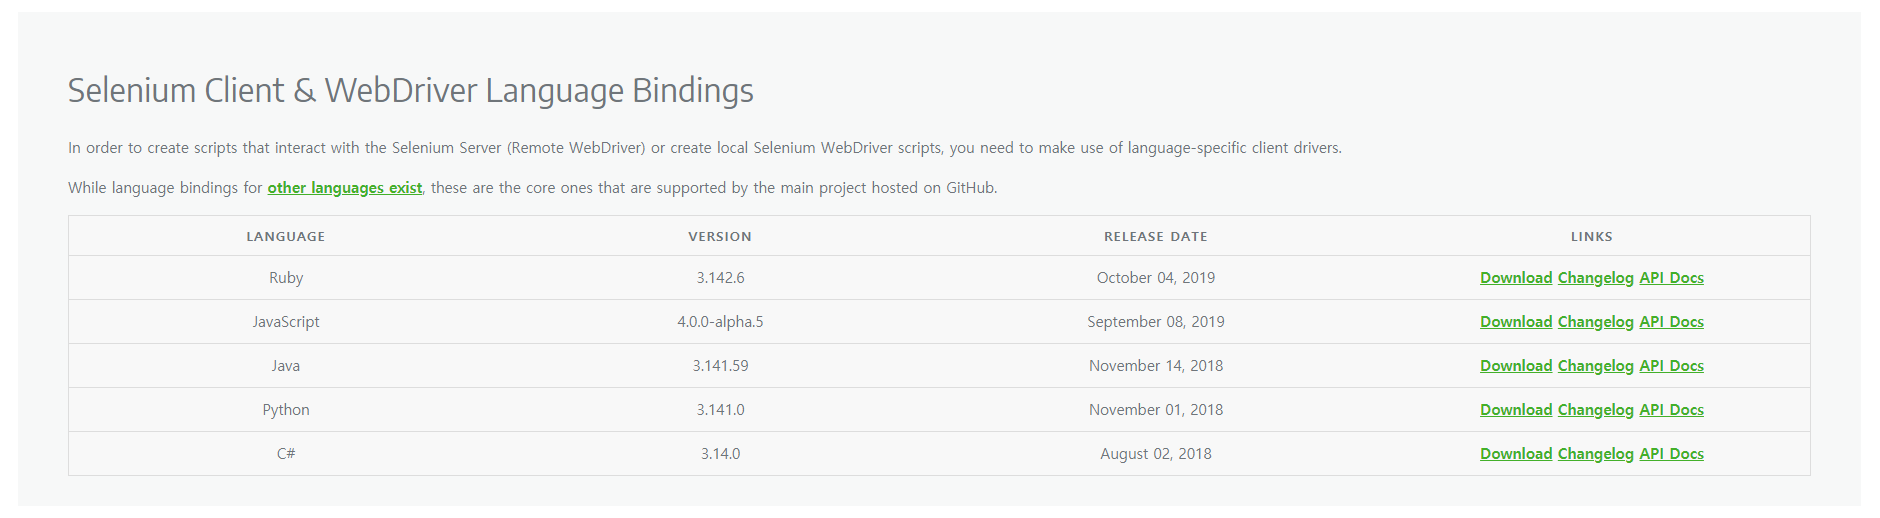 Selenium Client & WebDriver Language Bindings
In order to create scripts that interact with the Selenium Server (Remote WebDriver) or create local Selenium WebDriver scripts, you need to make use of language-specific client drivers.
While language bindings for other languages exist, these are the core ones that are supported by the main project hosted on GitHub.
LANGUAGE VERSION RELEASE DATE LINKS
Ruby 3.142.6 October 04, 2019 Download Changelog API Docs
JavaScript 4.0.0-alpha.5 September 08, 2019 Download Changelog API Docs
Java 3.141.59 November 14, 2018 Download Changelog API Docs
Python 3.141.0 November 01, 2018 Download Changelog API Docs
C# 3.14.0 August 02, 2018 Download Changelog API Docs